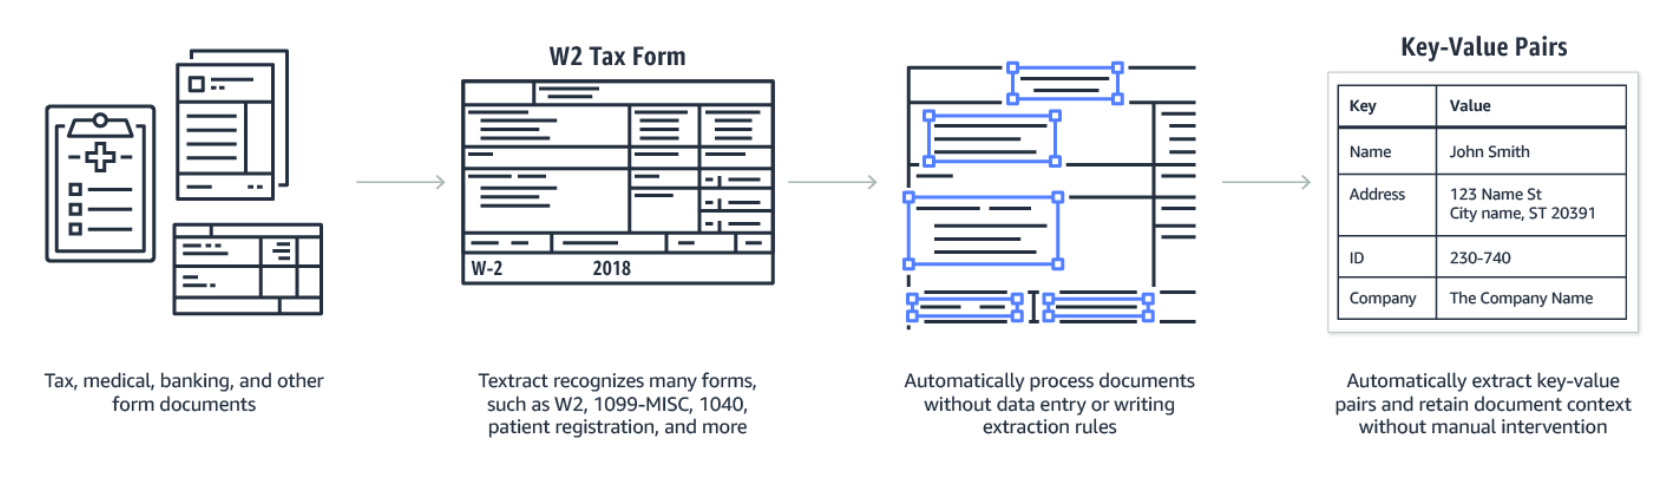 W2 Tax Form
W-2 2018
Key-Value Pairs
Key Value
Name John Smith
Address 123 Name St
City name, ST 20391
ID 230-740
Company The Company Name
Tax, medical, banking, and other
form documents
Textract recognizes many forms,
such as W2, 1099-MISC, 1040,
patient registration, and more
Automatically process documents
without data entry or writing
extraction rules
Automatically extract key-value
pairs and retain document context
without manual intervention